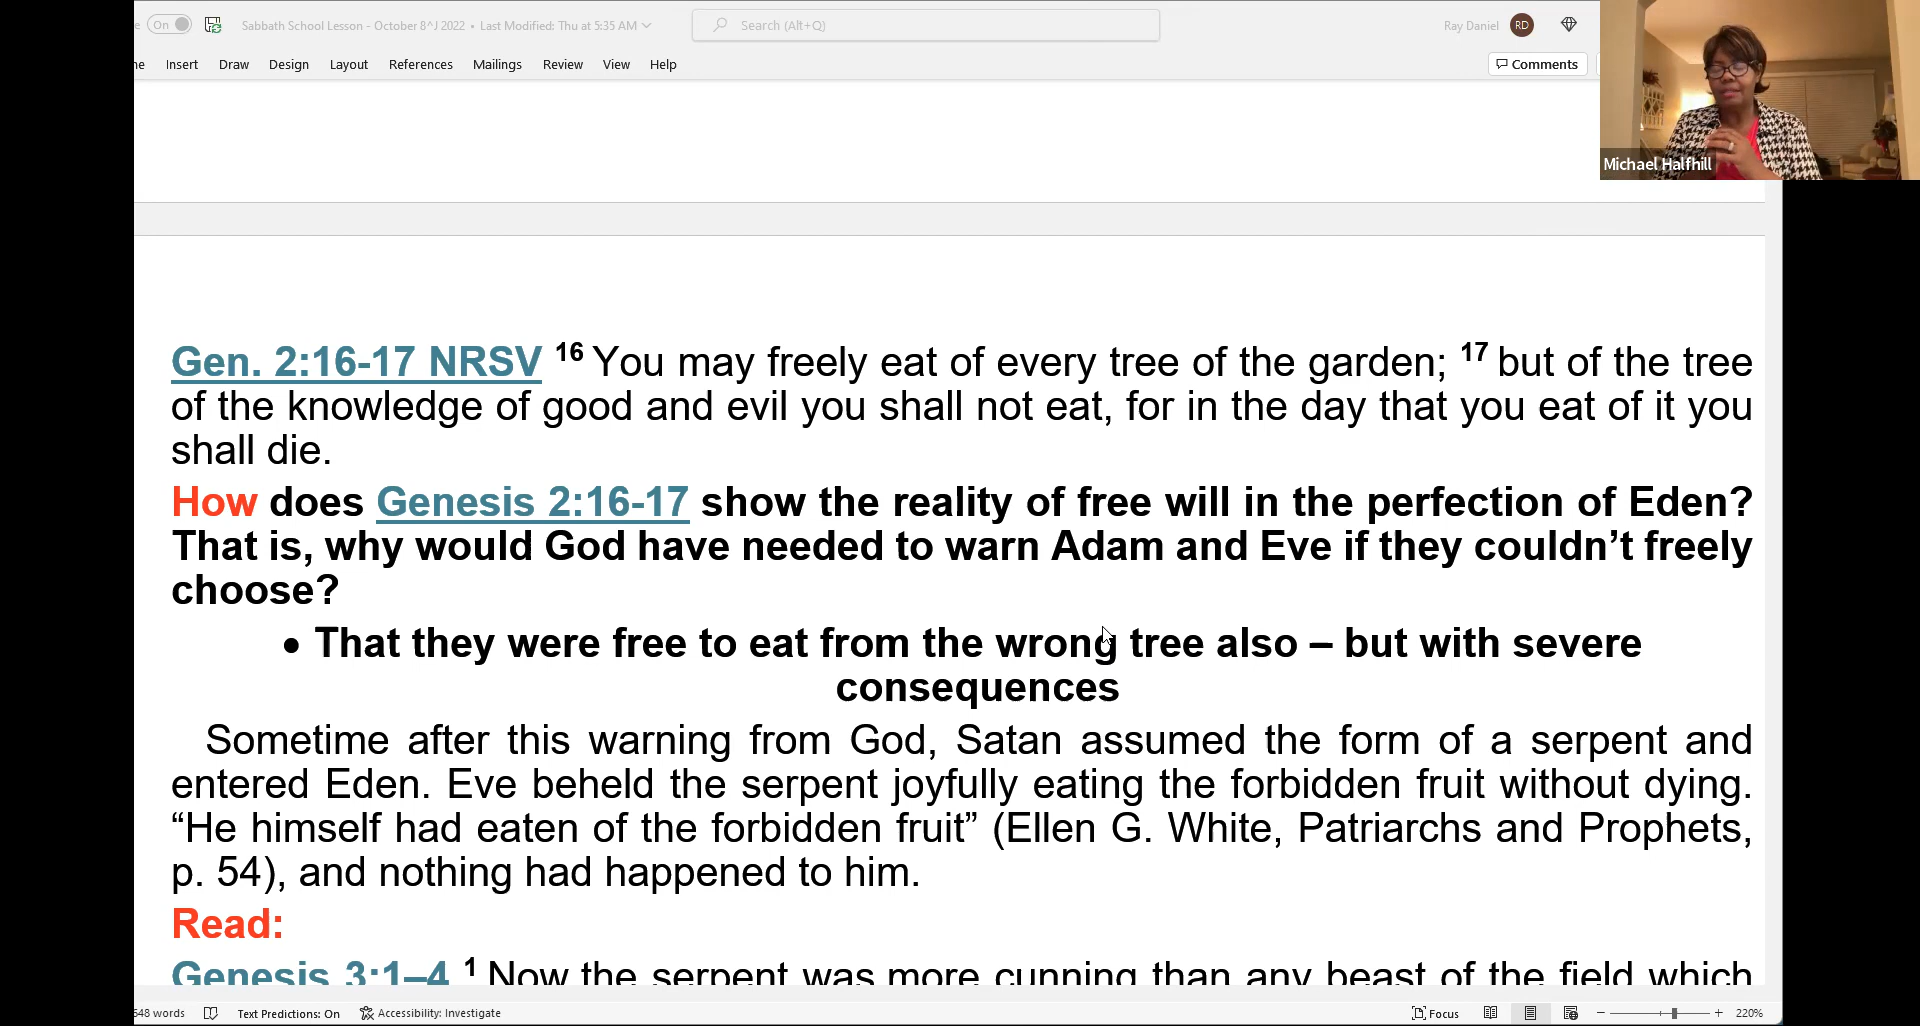 On
Sabbath School Lesson - October 8^J 2022 • Last Modified: Thu at 5:35 AM
Search (Alt+Q)
Ray Daniel RD
Insert Draw Design Layout References Mailings Review View Help
Comments
Michael Halfhill
Gen. 2:16-17 NRSV 16 You may freely eat of every tree of the garden; 17 but of the tree
of the knowledge of good and evil you shall not eat, for in the day that you eat of it you
shall die.
How does Genesis 2:16-17 show the reality of free will in the perfection of Eden?
That is, why would God have needed to warn Adam and Eve if they couldn’t freely
choose?
• That they were free to eat from the wrong tree also – but with severe
consequences
Sometime after this warning from God, Satan assumed the form of a serpent and
entered Eden. Eve beheld the serpent joyfully eating the forbidden fruit without dying.
“He himself had eaten of the forbidden fruit” (Ellen G. White, Patriarchs and Prophets,
p. 54), and nothing had happened to him.
Read:
Genesis 3:1–4 1 Now the serpent was more cunning than any beast of the field which
648 words Text Predictions: On Accessibility: Investigate Focus 220%